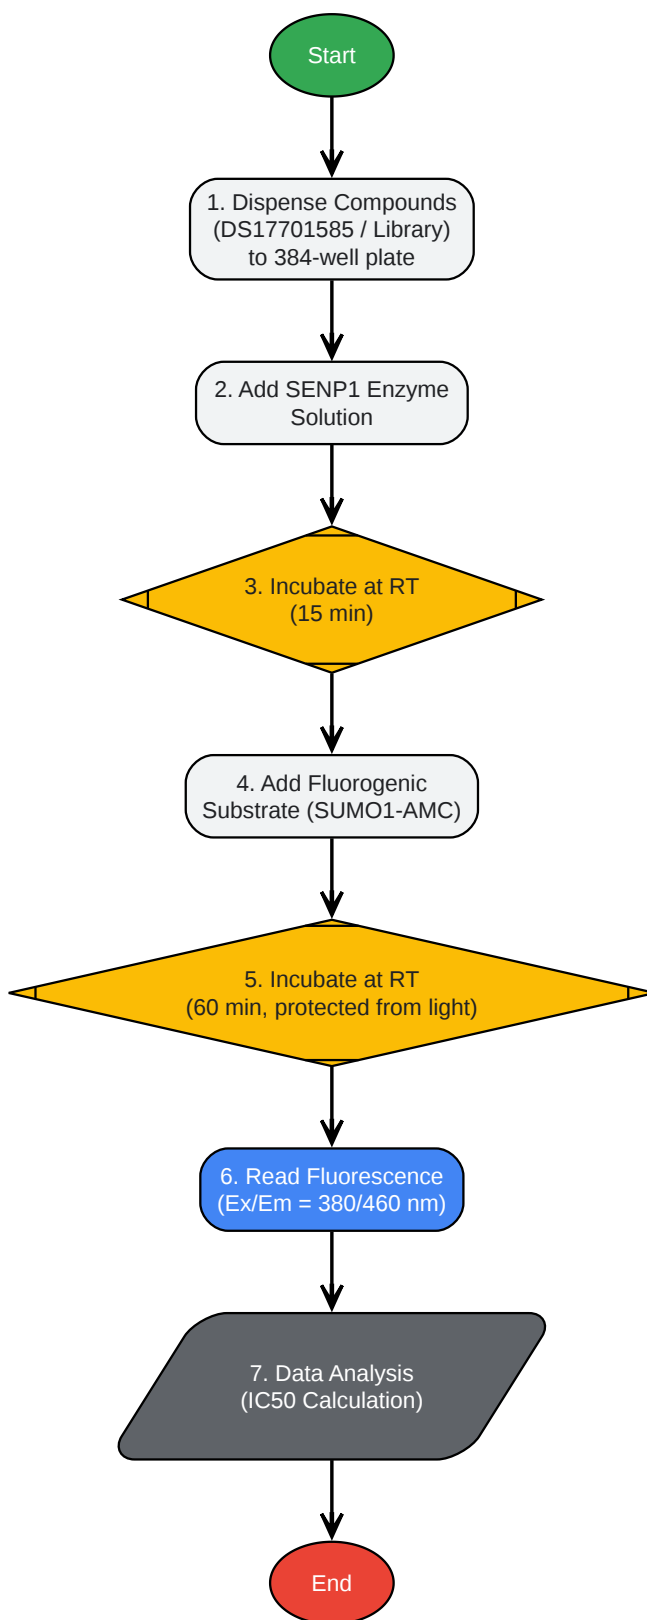 Start
1. Dispense Compounds
(DS17701585 / Library)
to 384-well plate
2. Add SENP1 Enzyme
Solution
3. Incubate at RT
(15 min)
4. Add Fluorogenic
Substrate (SUMO1-AMC)
5. Incubate at RT
(60 min, protected from light)
6. Read Fluorescence
(Ex/Em = 380/460 nm)
7. Data Analysis
(IC50 Calculation)
End